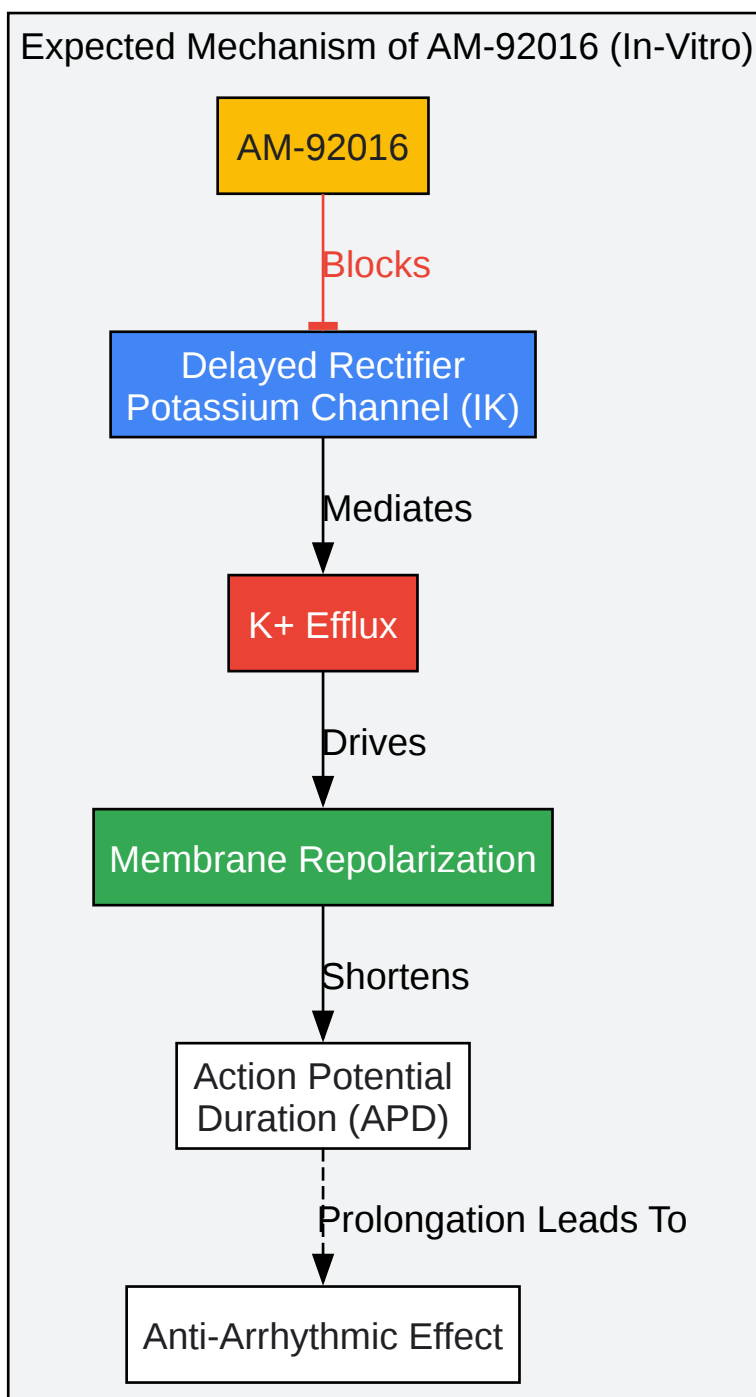 Expected Mechanism of AM-92016 (In-Vitro)
AM-92016
Blocks
Delayed Rectifier
Potassium Channel (IK)
Mediates
K+ Efflux
Drives
Membrane Repolarization
Shortens
Action Potential
Duration (APD)
Prolongation Leads To
Anti-Arrhythmic Effect